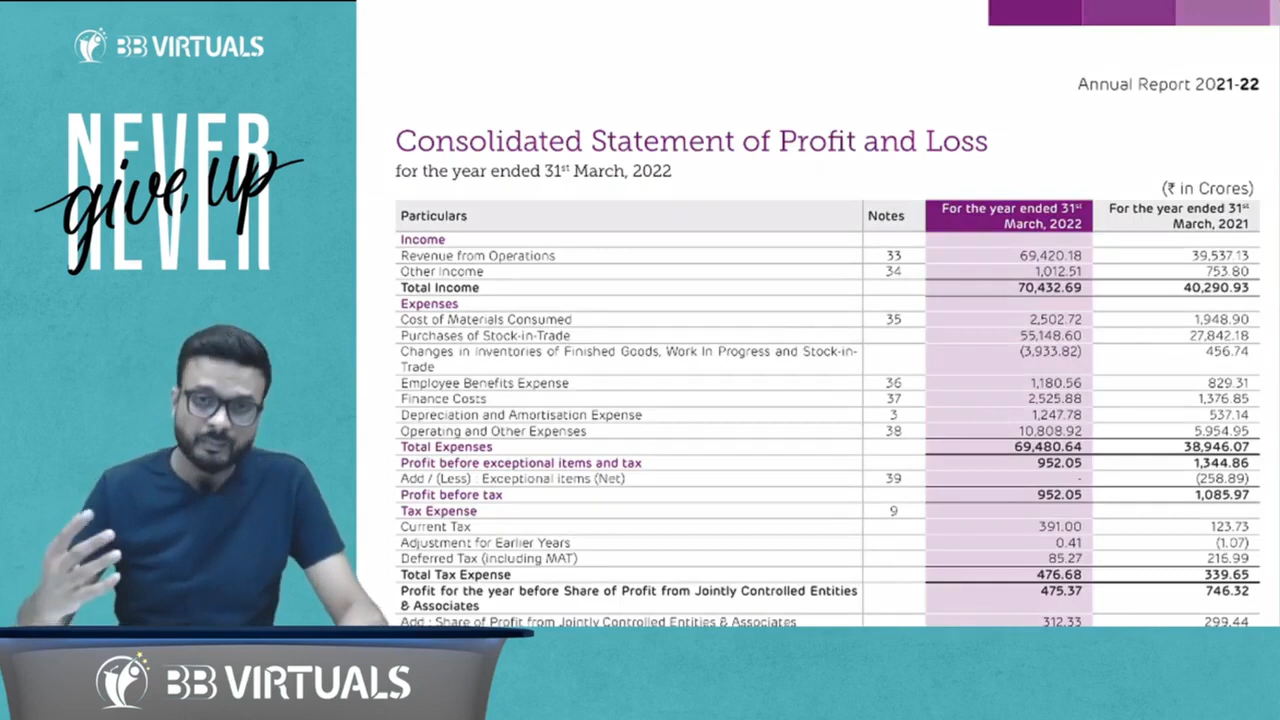 BB VIRTUALS
NEVER
give up
NEVER
Annual Report 2021-22
Consolidated Statement of Profit and Loss
for the year ended 31st March, 2022
(₹ in Crores)
Particulars Notes For the year ended 31st March, 2022 For the year ended 31st March, 2021
Income
Revenue from Operations 33 69,420.18 39,537.13
Other Income 34 1,012.51 753.80
Total Income 70,432.69 40,290.93
Expenses
Cost of Materials Consumed 35 2,502.72 1,948.90
Purchases of Stock-in-Trade 55,148.60 27,842.18
Changes in Inventories of Finished Goods, Work In Progress and Stock-in- (3,933.82) 456.74
Trade
Employee Benefits Expense 36 1,180.56 829.31
Finance Costs 37 2,525.88 1,376.85
Depreciation and Amortisation Expense 3 1,247.78 537.14
Operating and Other Expenses 38 10,808.92 5,954.95
Total Expenses 69,480.64 38,946.07
Profit before exceptional items and tax 952.05 1,344.86
Add / (Less) : Exceptional items (Net) 39 - (258.89)
Profit before tax 952.05 1,085.97
Tax Expense 9
Current Tax 391.00 123.73
Adjustment for Earlier Years 0.41 (1.07)
Deferred Tax (including MAT) 85.27 216.99
Total Tax Expense 476.68 339.65
Profit for the year before Share of Profit from Jointly Controlled Entities 475.37 746.32
& Associates
Add : Share of Profit from Jointly Controlled Entities & Associates 312.33 299.44
BB VIRTUALS